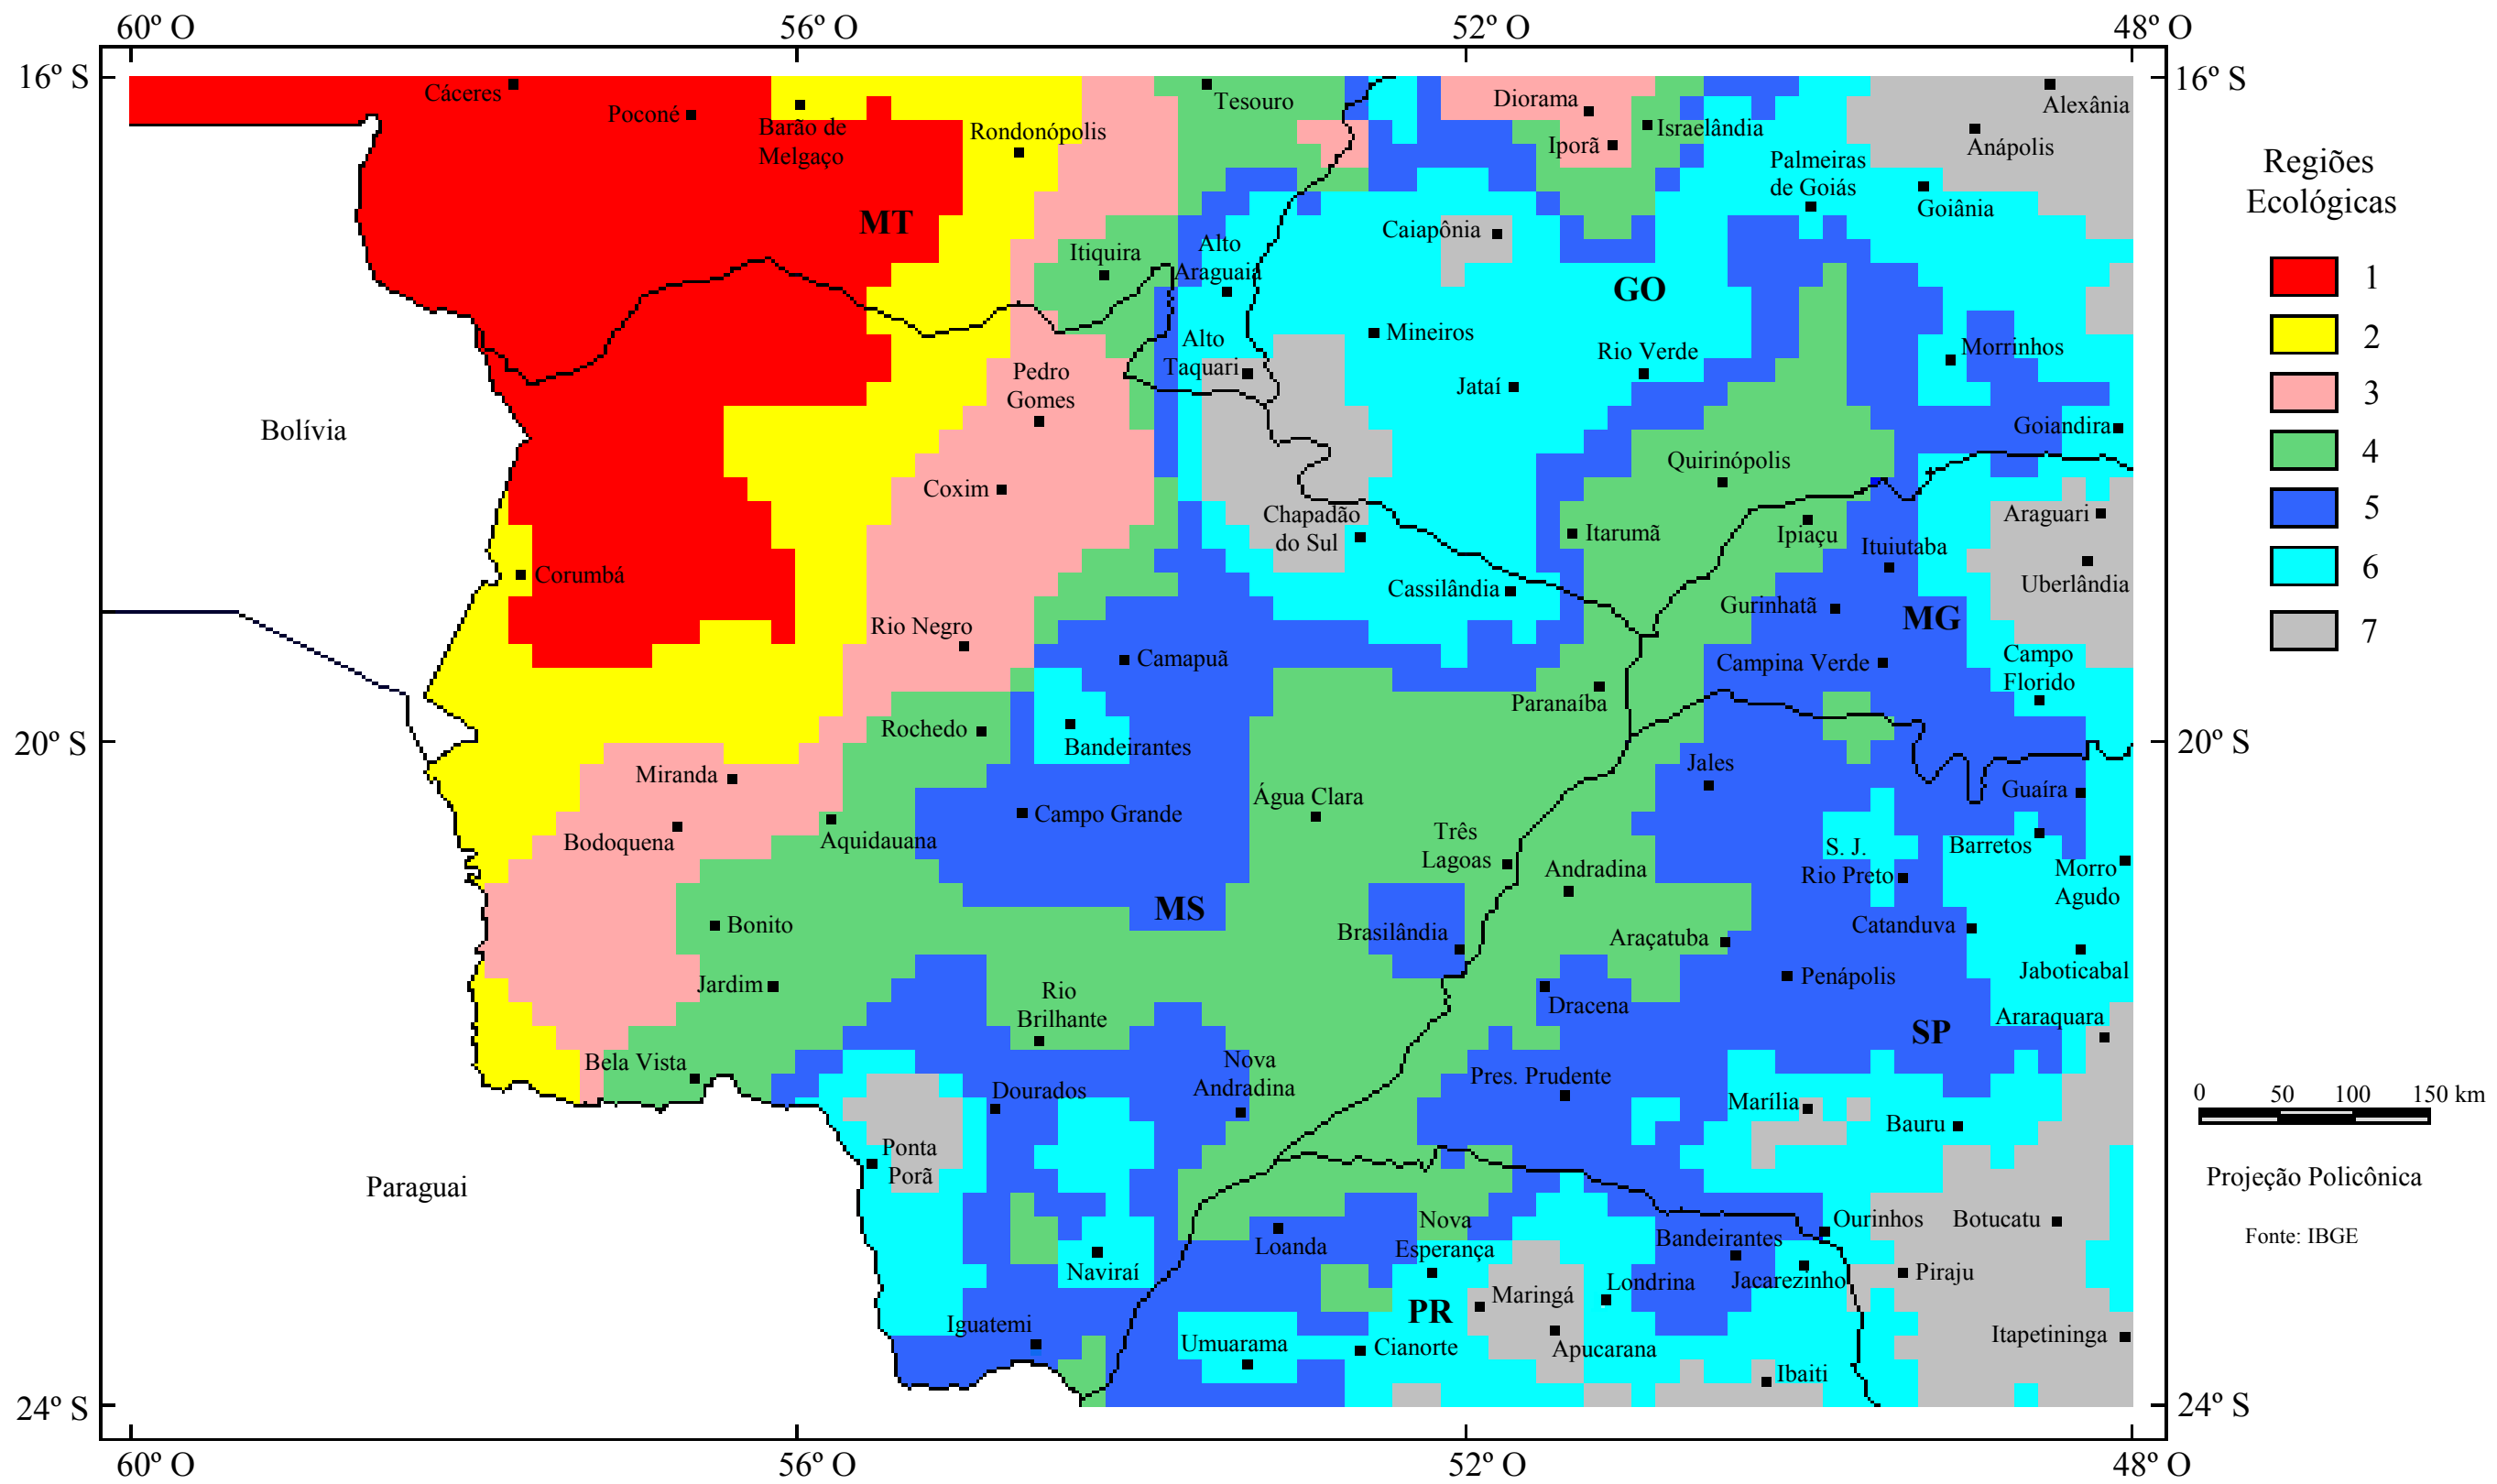 60º O
56º O
52º O
48º O
16º S
16º S
Cáceres
Poconé
Barão de
Melgaço
Rondonópolis
Tesouro
Diorama
Iporã
Israelândia
Alexânia
Anápolis
Palmeiras
de Goiás
Goiânia
Regiões
Ecológicas
1
2
3
4
5
6
7
MT
Itiquira
Alto
Araguaia
Caiapônia
GO
Mineiros
Alto
Taquari
Rio Verde
Morrinhos
Jataí
Pedro
Gomes
Bolívia
Goiandira
Quirinópolis
Coxim
Chapadão
do Sul
Itarumã
Ipiaçu
Araguari
Ituiutaba
Corumbá
Uberlândia
Cassilândia
Gurinhatã
MG
Rio Negro
Camapuã
Campina Verde
Campo
Florido
Paranaíba
Rochedo
Bandeirantes
20º S
20º S
Miranda
Jales
Guaíra
Água Clara
Campo Grande
Bodoquena
Aquidauana
Três
Lagoas
S. J.
Rio Preto
Barretos
Morro
Agudo
Andradina
MS
Bonito
Brasilândia
Araçatuba
Catanduva
Jaboticabal
Jardim
Penápolis
Rio
Brilhante
Dracena
Araraquara
SP
Bela Vista
Nova
Andradina
Dourados
Pres. Prudente
Marília
Bauru
0 50 100 150 km
Ponta
Porã
Paraguai
Projeção Policônica
Fonte: IBGE
Loanda
Nova
Esperança
Bandeirantes
Ourinhos
Botucatu
Naviraí
Londrina
Jacarezinho
Piraju
Maringá
PR
Iguatemi
Umuarama
Cianorte
Apucarana
Itapetininga
Ibaiti
24º S
24º S
60º O
56º O
52º O
48º O